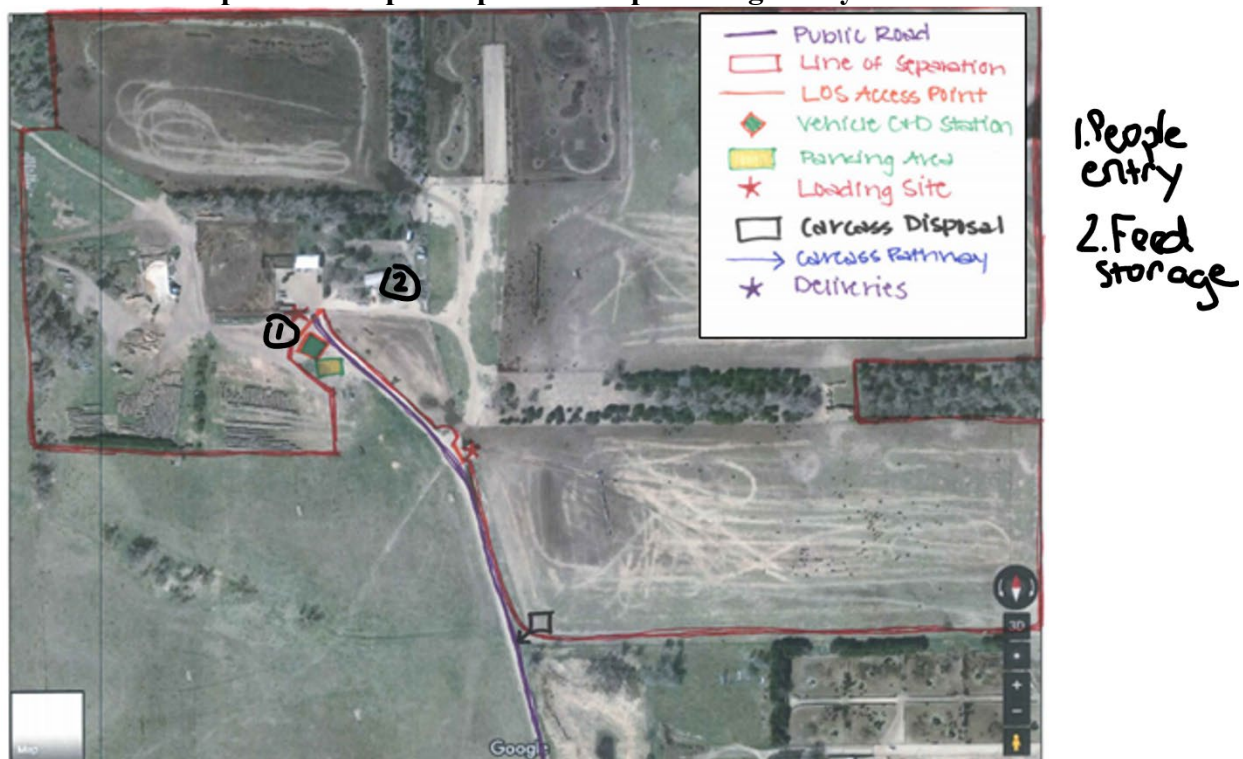 Public Road
Line of Separation
LOS Access Point
Vehicle C+D Station
Parking Area
Loading Site
Carcass Disposal
Carcass Pathway
Deliveries
1. People
entry
2. Feed
storage
2
1
3D
+
-
Map
Google